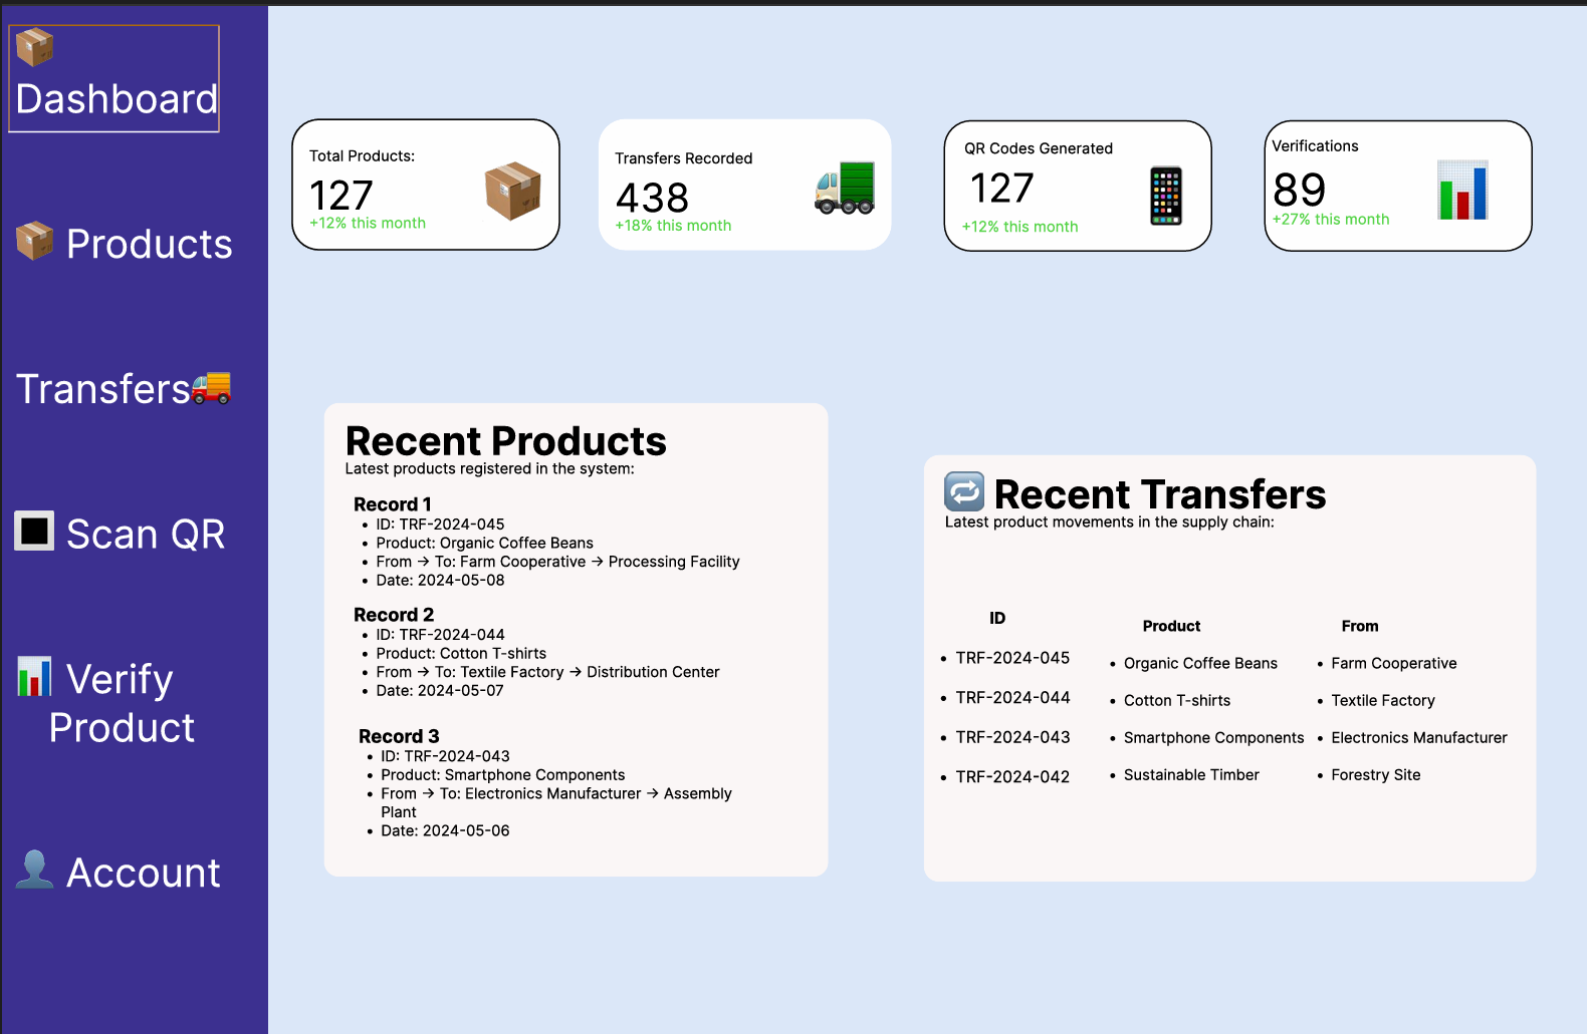 Dashboard
Products
Transfers
Scan QR
Verify
Product
Account
Total Products:
127
+12% this month
Transfers Recorded
438
+18% this month
QR Codes Generated
127
+12% this month
Verifications
89
+27% this month
Recent Products
Latest products registered in the system:
Record 1
• ID: TRF-2024-045
• Product: Organic Coffee Beans
• From → To: Farm Cooperative → Processing Facility
• Date: 2024-05-08
Record 2
• ID: TRF-2024-044
• Product: Cotton T-shirts
• From → To: Textile Factory → Distribution Center
• Date: 2024-05-07
Record 3
• ID: TRF-2024-043
• Product: Smartphone Components
• From → To: Electronics Manufacturer → Assembly
Plant
• Date: 2024-05-06
Recent Transfers
Latest product movements in the supply chain:
ID Product From
• TRF-2024-045 • Organic Coffee Beans • Farm Cooperative
• TRF-2024-044 • Cotton T-shirts • Textile Factory
• TRF-2024-043 • Smartphone Components • Electronics Manufacturer
• TRF-2024-042 • Sustainable Timber • Forestry Site